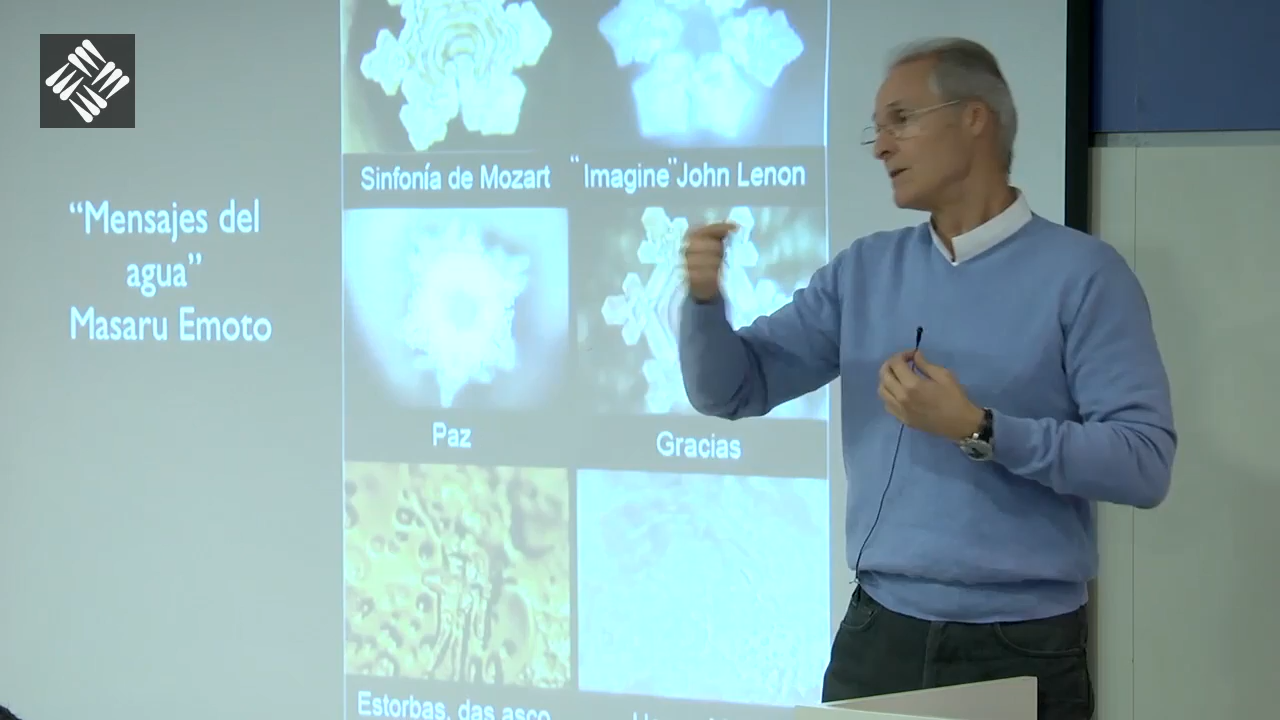 “Mensajes del
agua”
Masaru Emoto
Sinfonía de Mozart
“Imagine” John Lenon
Paz
Gracias
Estorbas, das asco